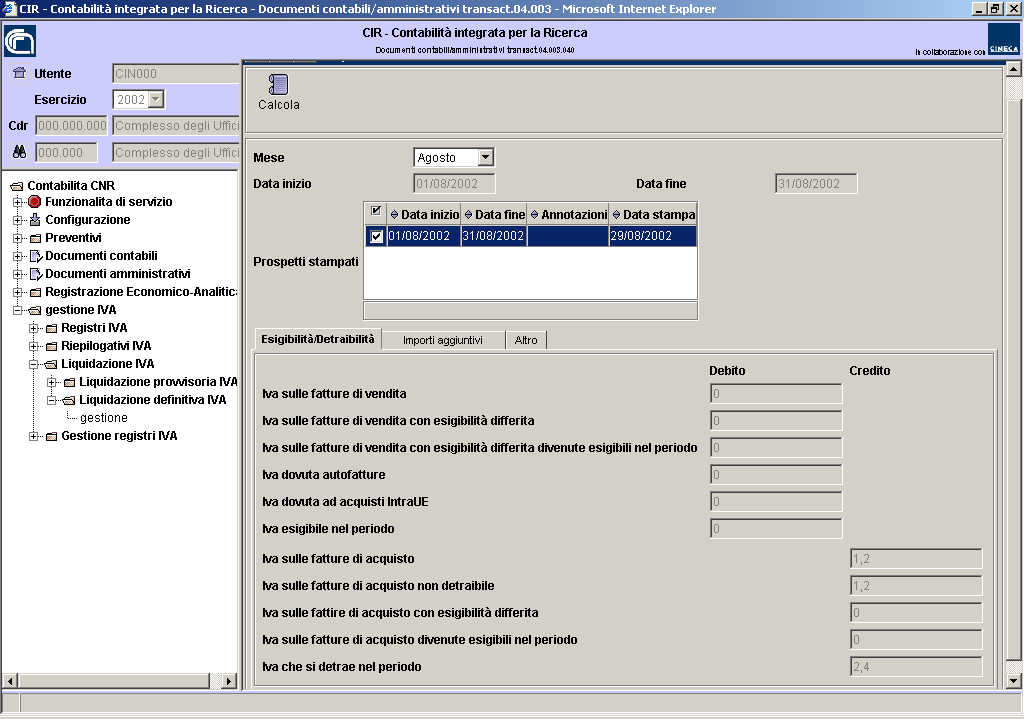 CIR - Contabilità integrata per la Ricerca - Documenti contabili/amministrativi transact.04.003 - Microsoft Internet Explorer
CIR - Contabilità integrata per la Ricerca
Documenti contabili/amministrativi transact.04.003.040
In collaborazione con
CINECA
Utente CIN000
Esercizio 2002
Cdr 000.000.000 Complesso degli Uffici
000.000 Complesso degli Uffici
Contabilita CNR
Funzionalita di servizio
Configurazione
Preventivi
Documenti contabili
Documenti amministrativi
Registrazione Economico-Analitica
gestione IVA
Registri IVA
Riepilogativi IVA
Liquidazione IVA
Liquidazione provvisoria IVA
Liquidazione definitiva IVA
gestione
Gestione registri IVA
Calcola
Mese Agosto
Data inizio 01/08/2002 Data fine 31/08/2002
Prospetti stampati
Data inizio Data fine Annotazioni Data stampa
01/08/2002 31/08/2002 29/08/2002
Esigibilità/Detraibilità Importi aggiuntivi Altro
Debito Credito
Iva sulle fatture di vendita 0
Iva sulle fatture di vendita con esigibilità differita 0
Iva sulle fatture di vendita con esigibilità differita divenute esigibili nel periodo 0
Iva dovuta autofatture 0
Iva dovuta ad acquisti IntraUE 0
Iva esigibile nel periodo 0
Iva sulle fatture di acquisto 1,2
Iva sulle fatture di acquisto non detraibile 1,2
Iva sulle fattire di acquisto con esigibilità differita 0
Iva sulle fatture di acquisto divenute esigibili nel periodo 0
Iva che si detrae nel periodo 2,4